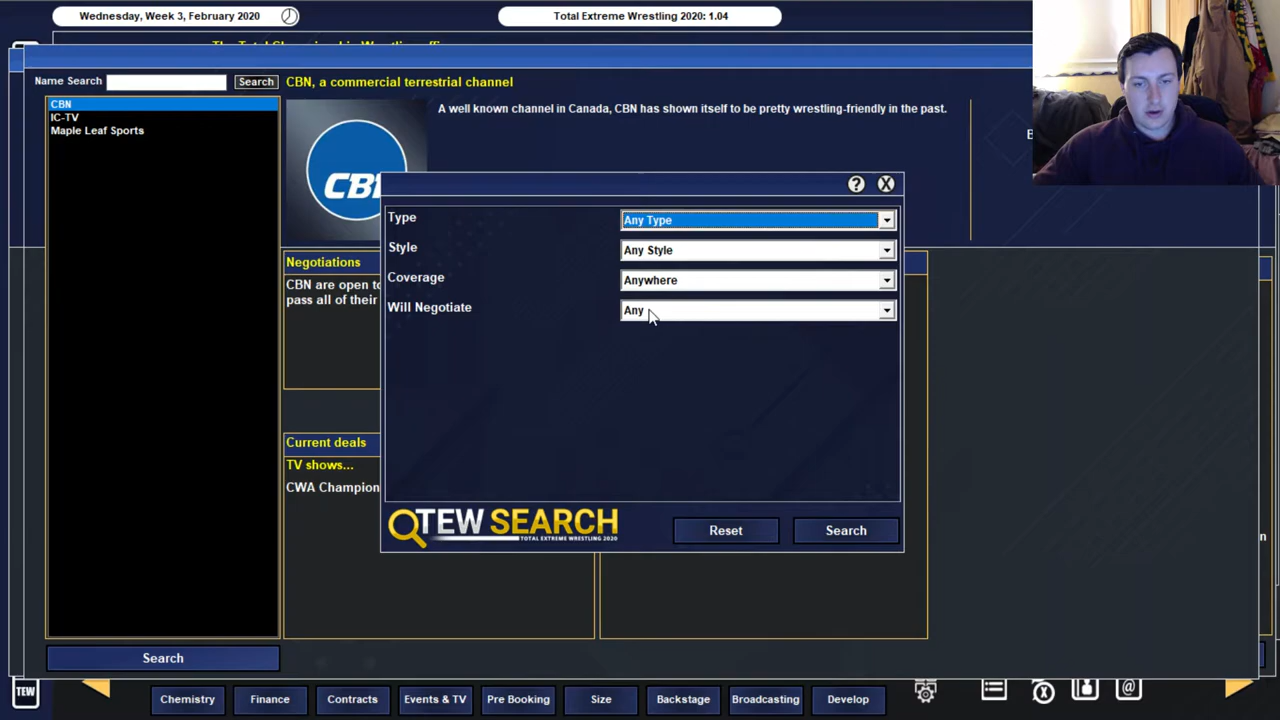 Wednesday, Week 3, February 2020
Total Extreme Wrestling 2020: 1.04
Name Search
Search
CBN, a commercial terrestrial channel
CBN
IC-TV
Maple Leaf Sports
A well known channel in Canada, CBN has shown itself to be pretty wrestling-friendly in the past.
Type
Any Type
Style
Any Style
Coverage
Anywhere
Will Negotiate
Any
Negotiations
CBN are open to
pass all of their
Current deals
TV shows...
CWA Champion
TEW SEARCH
TOTAL EXTREME WRESTLING 2020
Reset
Search
Search
TEW
Chemistry
Finance
Contracts
Events & TV
Pre Booking
Size
Backstage
Broadcasting
Develop